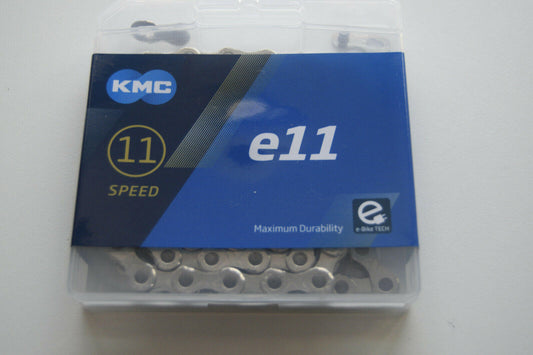 KMC
11
SPEED
e11
Maximum Durability
e
e-Bike TECH